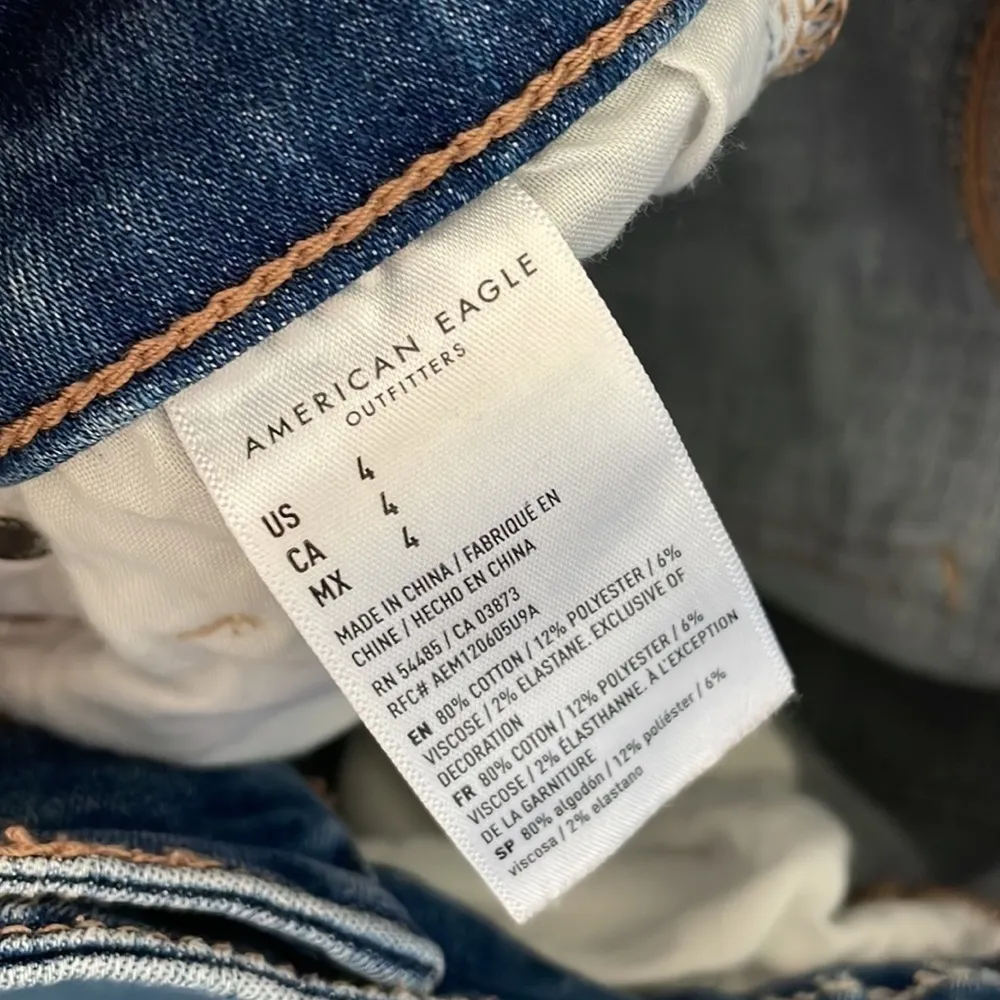 AMERICAN EAGLE
OUTFITTERS
US 4
CA 4
MX 4
MADE IN CHINA / FABRIQUÉ EN
CHINE / HECHO EN CHINA
RN 54485 / CA 03873
RFC# AEM120605U9A
EN 80% COTTON / 12% POLYESTER / 6%
VISCOSE / 2% ELASTANE. EXCLUSIVE OF
DECORATION
FR 80% COTON / 12% POLYESTER / 6%
VISCOSE / 2% ÉLASTHANNE. À L'EXCEPTION
DE LA GARNITURE
SP 80% algodón / 12% poliéster / 6%
viscosa / 2% elastano